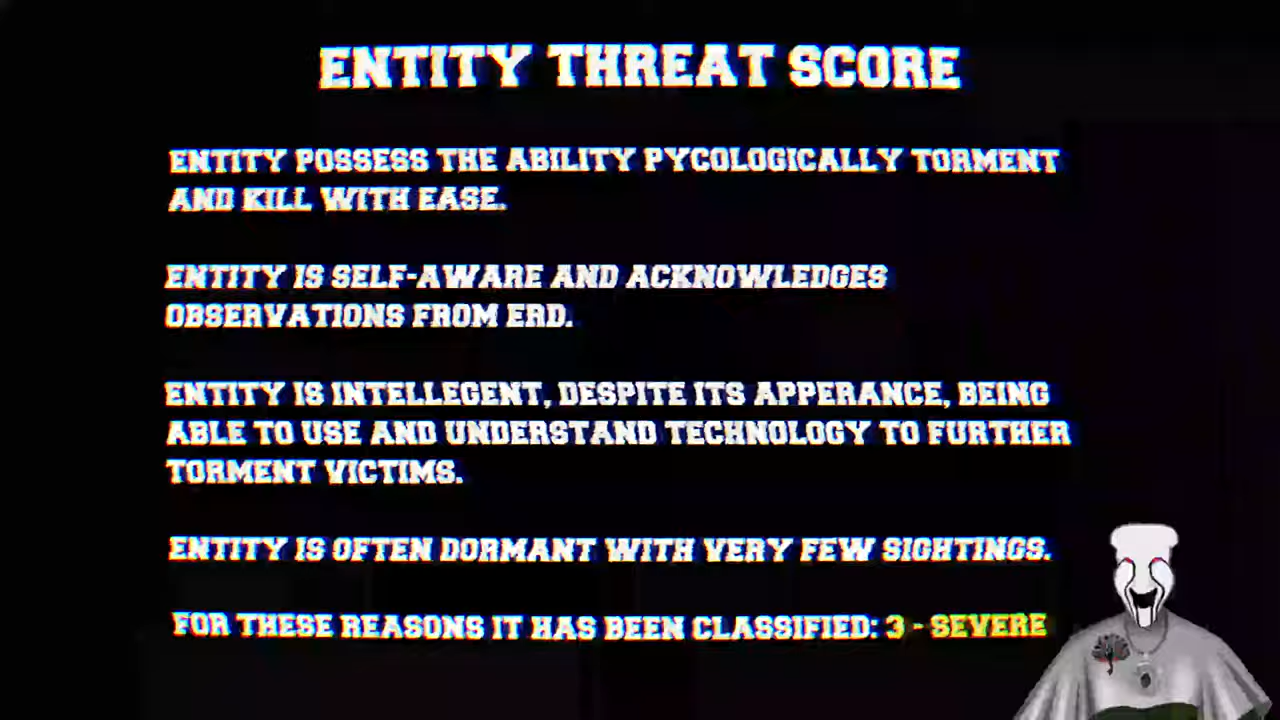 ENTITY THREAT SCORE
ENTITY POSSESS THE ABILITY PYCOLOGICALLY TORMENT
AND KILL WITH EASE.
ENTITY IS SELF-AWARE AND ACKNOWLEDGES
OBSERVATIONS FROM ERD.
ENTITY IS INTELLEGENT, DESPITE ITS APPERANCE, BEING
ABLE TO USE AND UNDERSTAND TECHNOLOGY TO FURTHER
TORMENT VICTIMS.
ENTITY IS OFTEN DORMANT WITH VERY FEW SIGHTINGS.
FOR THESE REASONS IT HAS BEEN CLASSIFIED: 3 - SEVERE